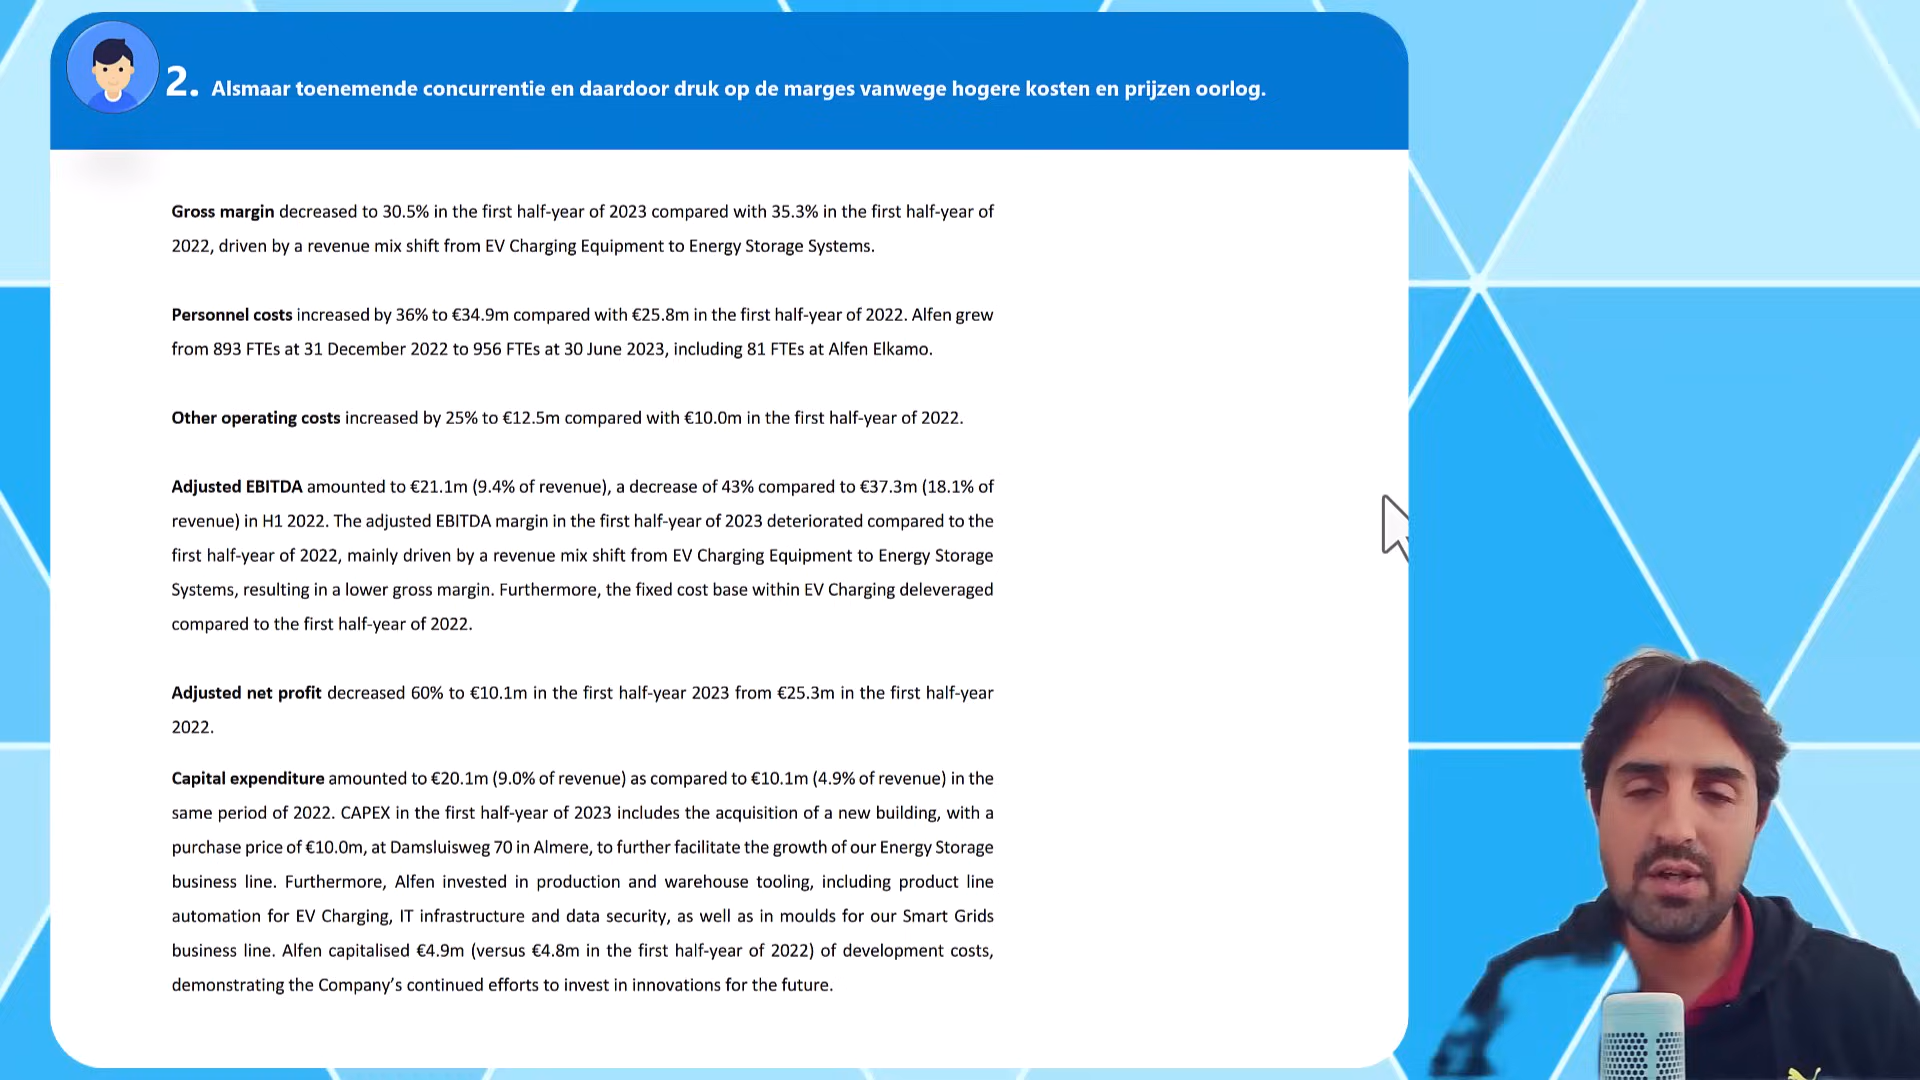 2. Alsmaar toenemende concurrentie en daardoor druk op de marges vanwege hogere kosten en prijzen oorlog.
Gross margin decreased to 30.5% in the first half-year of 2023 compared with 35.3% in the first half-year of
2022, driven by a revenue mix shift from EV Charging Equipment to Energy Storage Systems.
Personnel costs increased by 36% to €34.9m compared with €25.8m in the first half-year of 2022. Alfen grew
from 893 FTEs at 31 December 2022 to 956 FTEs at 30 June 2023, including 81 FTEs at Alfen Elkamo.
Other operating costs increased by 25% to €12.5m compared with €10.0m in the first half-year of 2022.
Adjusted EBITDA amounted to €21.1m (9.4% of revenue), a decrease of 43% compared to €37.3m (18.1% of
revenue) in H1 2022. The adjusted EBITDA margin in the first half-year of 2023 deteriorated compared to the
first half-year of 2022, mainly driven by a revenue mix shift from EV Charging Equipment to Energy Storage
Systems, resulting in a lower gross margin. Furthermore, the fixed cost base within EV Charging deleveraged
compared to the first half-year of 2022.
Adjusted net profit decreased 60% to €10.1m in the first half-year 2023 from €25.3m in the first half-year
2022.
Capital expenditure amounted to €20.1m (9.0% of revenue) as compared to €10.1m (4.9% of revenue) in the
same period of 2022. CAPEX in the first half-year of 2023 includes the acquisition of a new building, with a
purchase price of €10.0m, at Damsluisweg 70 in Almere, to further facilitate the growth of our Energy Storage
business line. Furthermore, Alfen invested in production and warehouse tooling, including product line
automation for EV Charging, IT infrastructure and data security, as well as in moulds for our Smart Grids
business line. Alfen capitalised €4.9m (versus €4.8m in the first half-year of 2022) of development costs,
demonstrating the Company’s continued efforts to invest in innovations for the future.